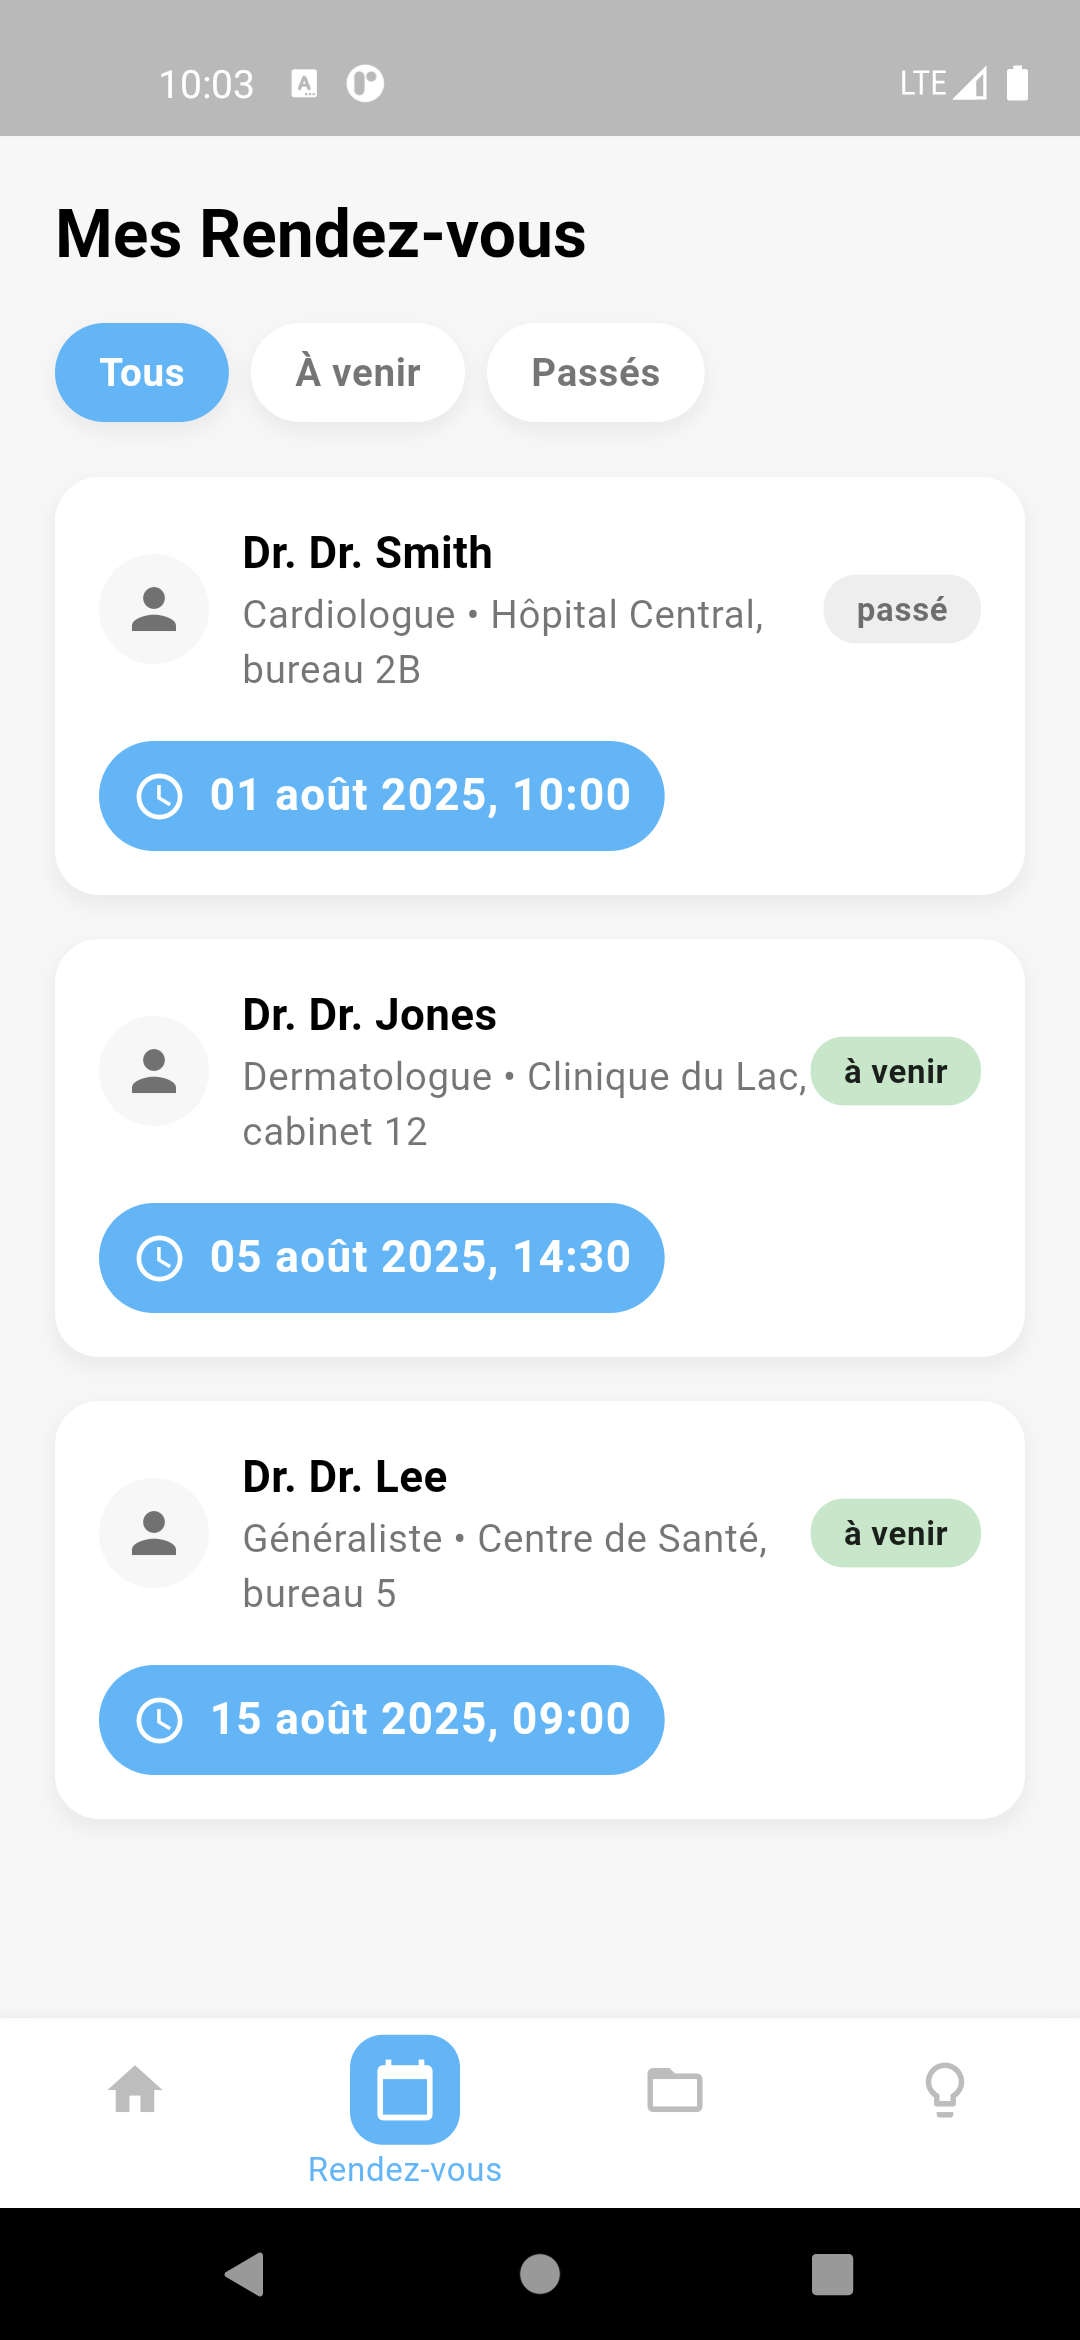 10:03
LTE
Mes Rendez-vous
Tous
À venir
Passés
Dr. Dr. Smith
Cardiologue • Hôpital Central,
bureau 2B
passé
01 août 2025, 10:00
Dr. Dr. Jones
Dermatologue • Clinique du Lac,
cabinet 12
à venir
05 août 2025, 14:30
Dr. Dr. Lee
Généraliste • Centre de Santé,
bureau 5
à venir
15 août 2025, 09:00
Rendez-vous